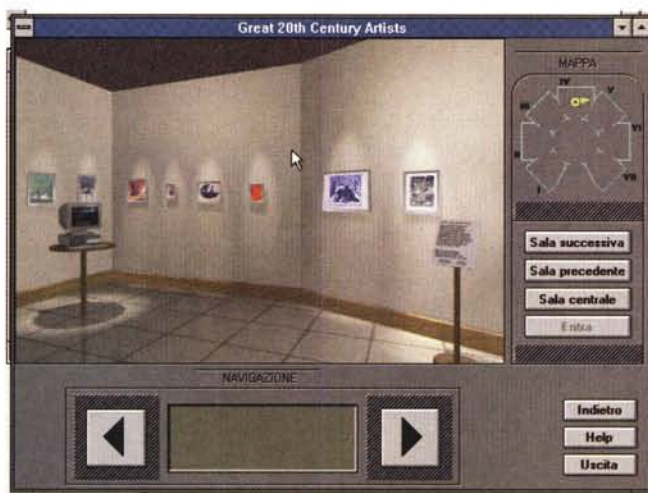 Great 20th Century Artists
MAPPA
IV
V
III
VI
II
VII
I
Sala successiva
Sala precedente
Sala centrale
Entra
NAVIGAZIONE
Indietro
Help
Uscita